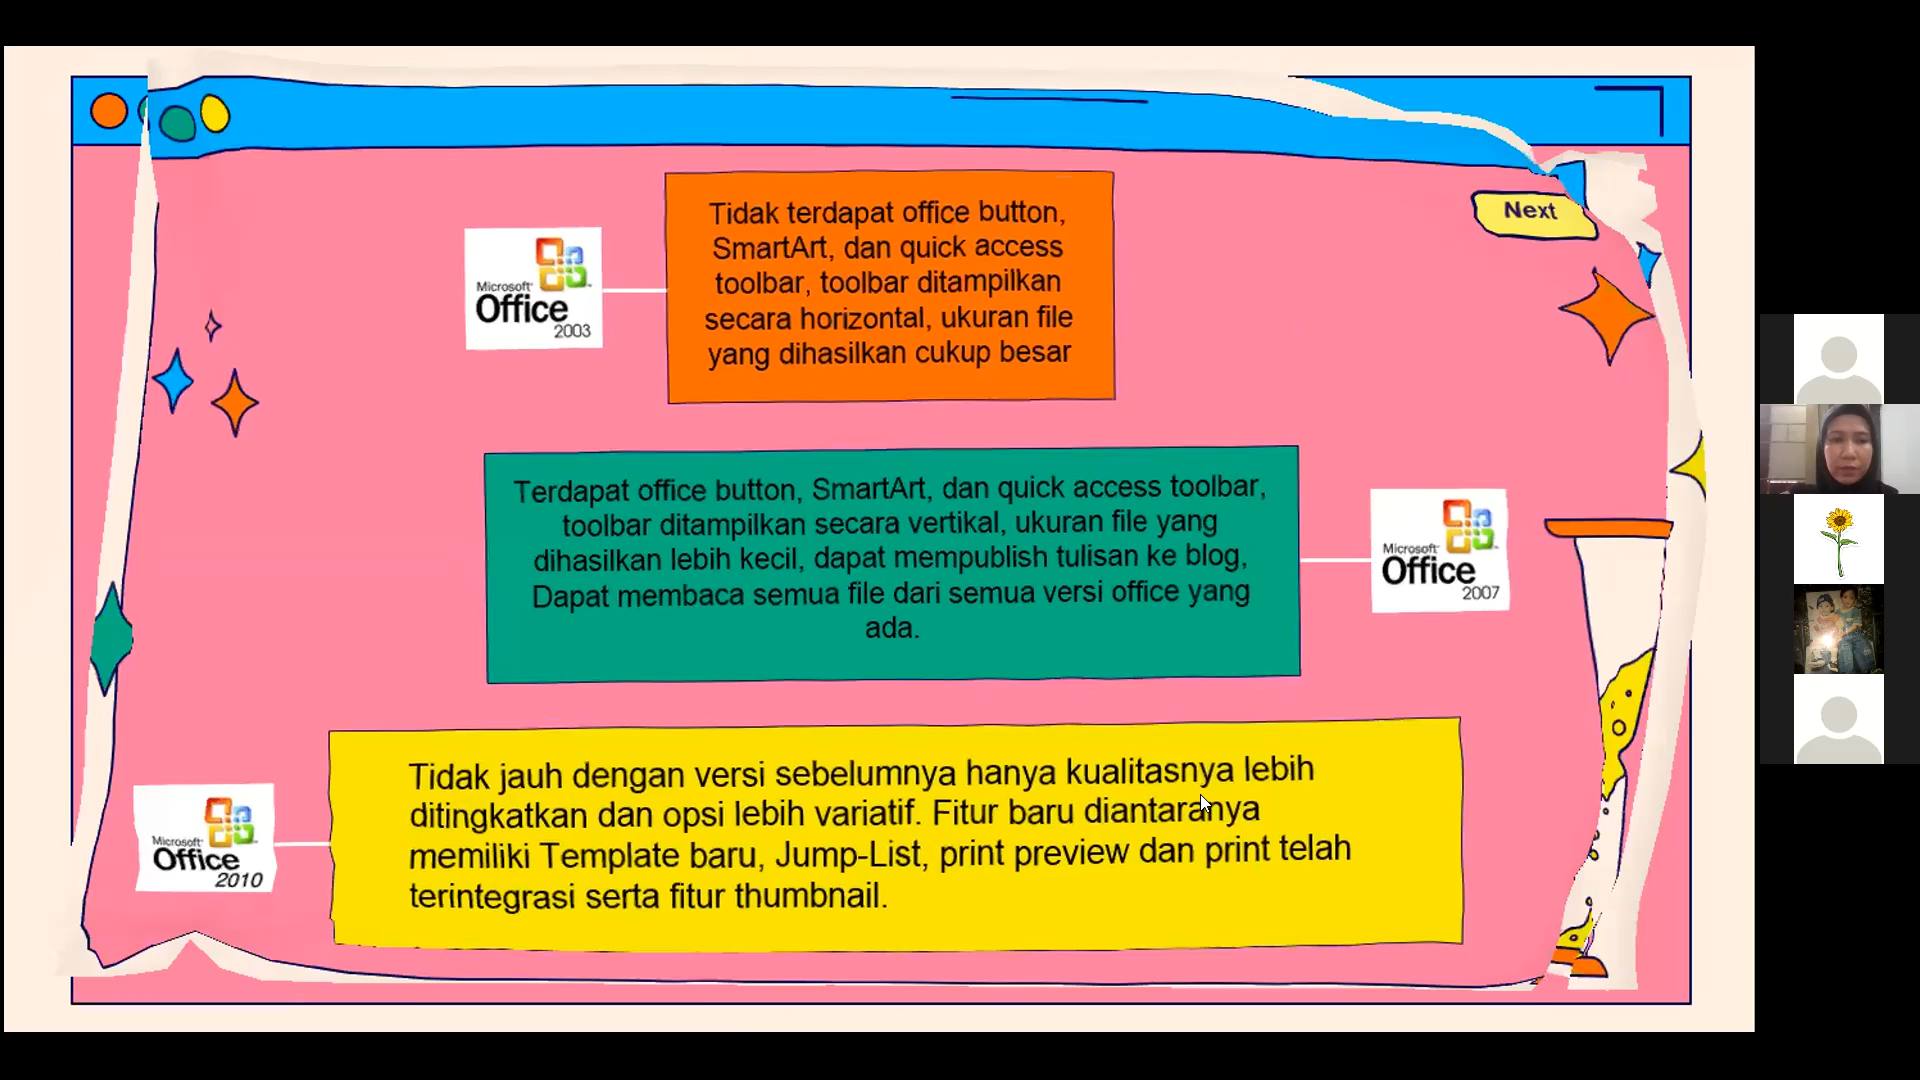 Next
Microsoft
Office
2003
Tidak terdapat office button,
SmartArt, dan quick access
toolbar, toolbar ditampilkan
secara horizontal, ukuran file
yang dihasilkan cukup besar
Terdapat office button, SmartArt, dan quick access toolbar,
toolbar ditampilkan secara vertikal, ukuran file yang
dihasilkan lebih kecil, dapat mempublish tulisan ke blog,
Dapat membaca semua file dari semua versi office yang
ada.
Microsoft
Office
2007
Microsoft
Office
2010
Tidak jauh dengan versi sebelumnya hanya kualitasnya lebih
ditingkatkan dan opsi lebih variatif. Fitur baru diantaranya
memiliki Template baru, Jump-List, print preview dan print telah
terintegrasi serta fitur thumbnail.